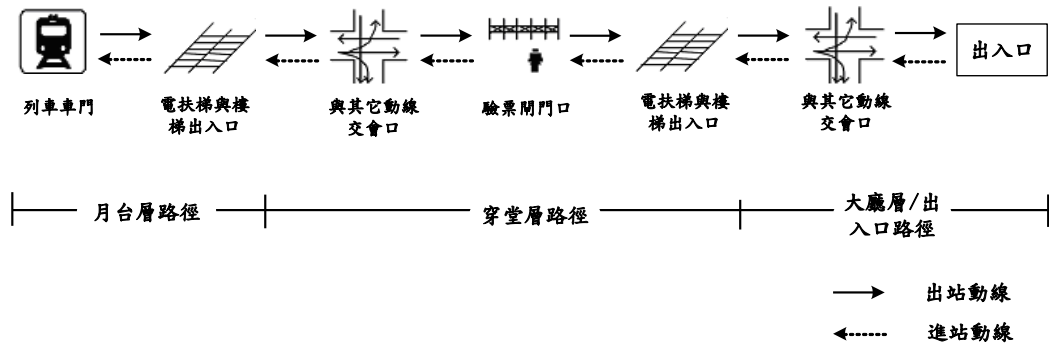 出入口
列車車門
電扶梯與樓
梯出入口
與其它動線
交會口
驗票閘門口
電扶梯與樓
梯出入口
與其它動線
交會口
月台層路徑
穿堂層路徑
大廳層/出
入口路徑
出站動線
進站動線